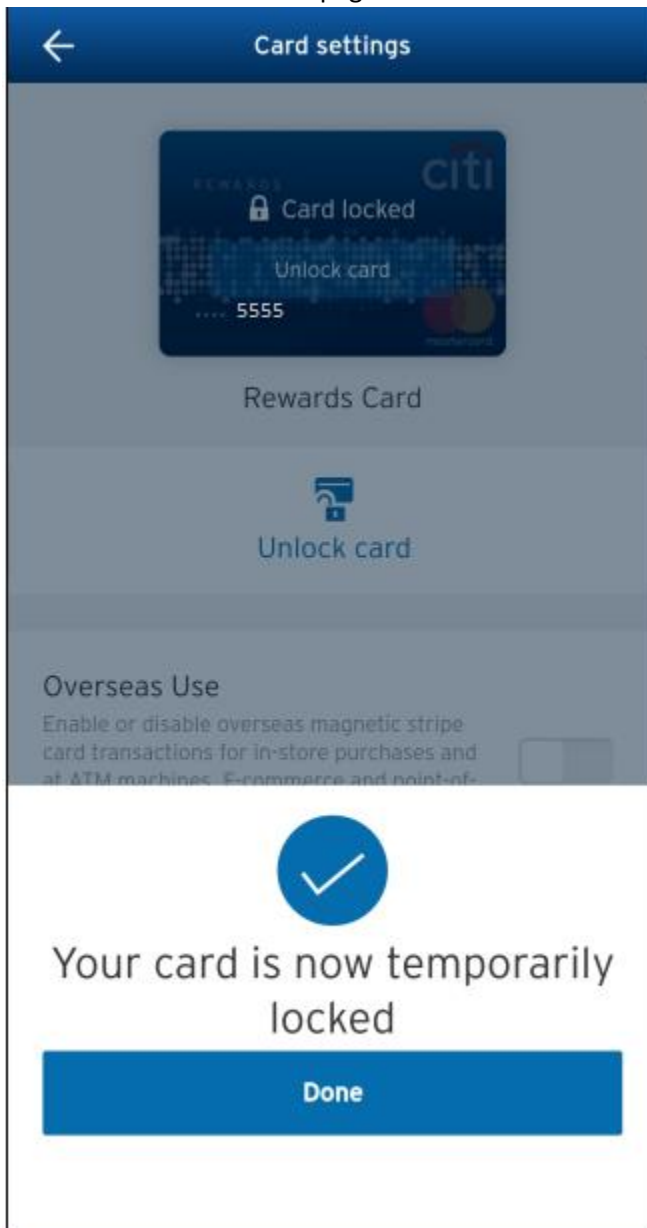 Card settings
REWARDS
citi
Card locked
Unlock card
.... 5555
mastercard
Rewards Card
Unlock card
Overseas Use
Enable or disable overseas magnetic stripe
card transactions for in-store purchases and
at ATM machines. E-commerce and point-of-
Your card is now temporarily
locked
Done